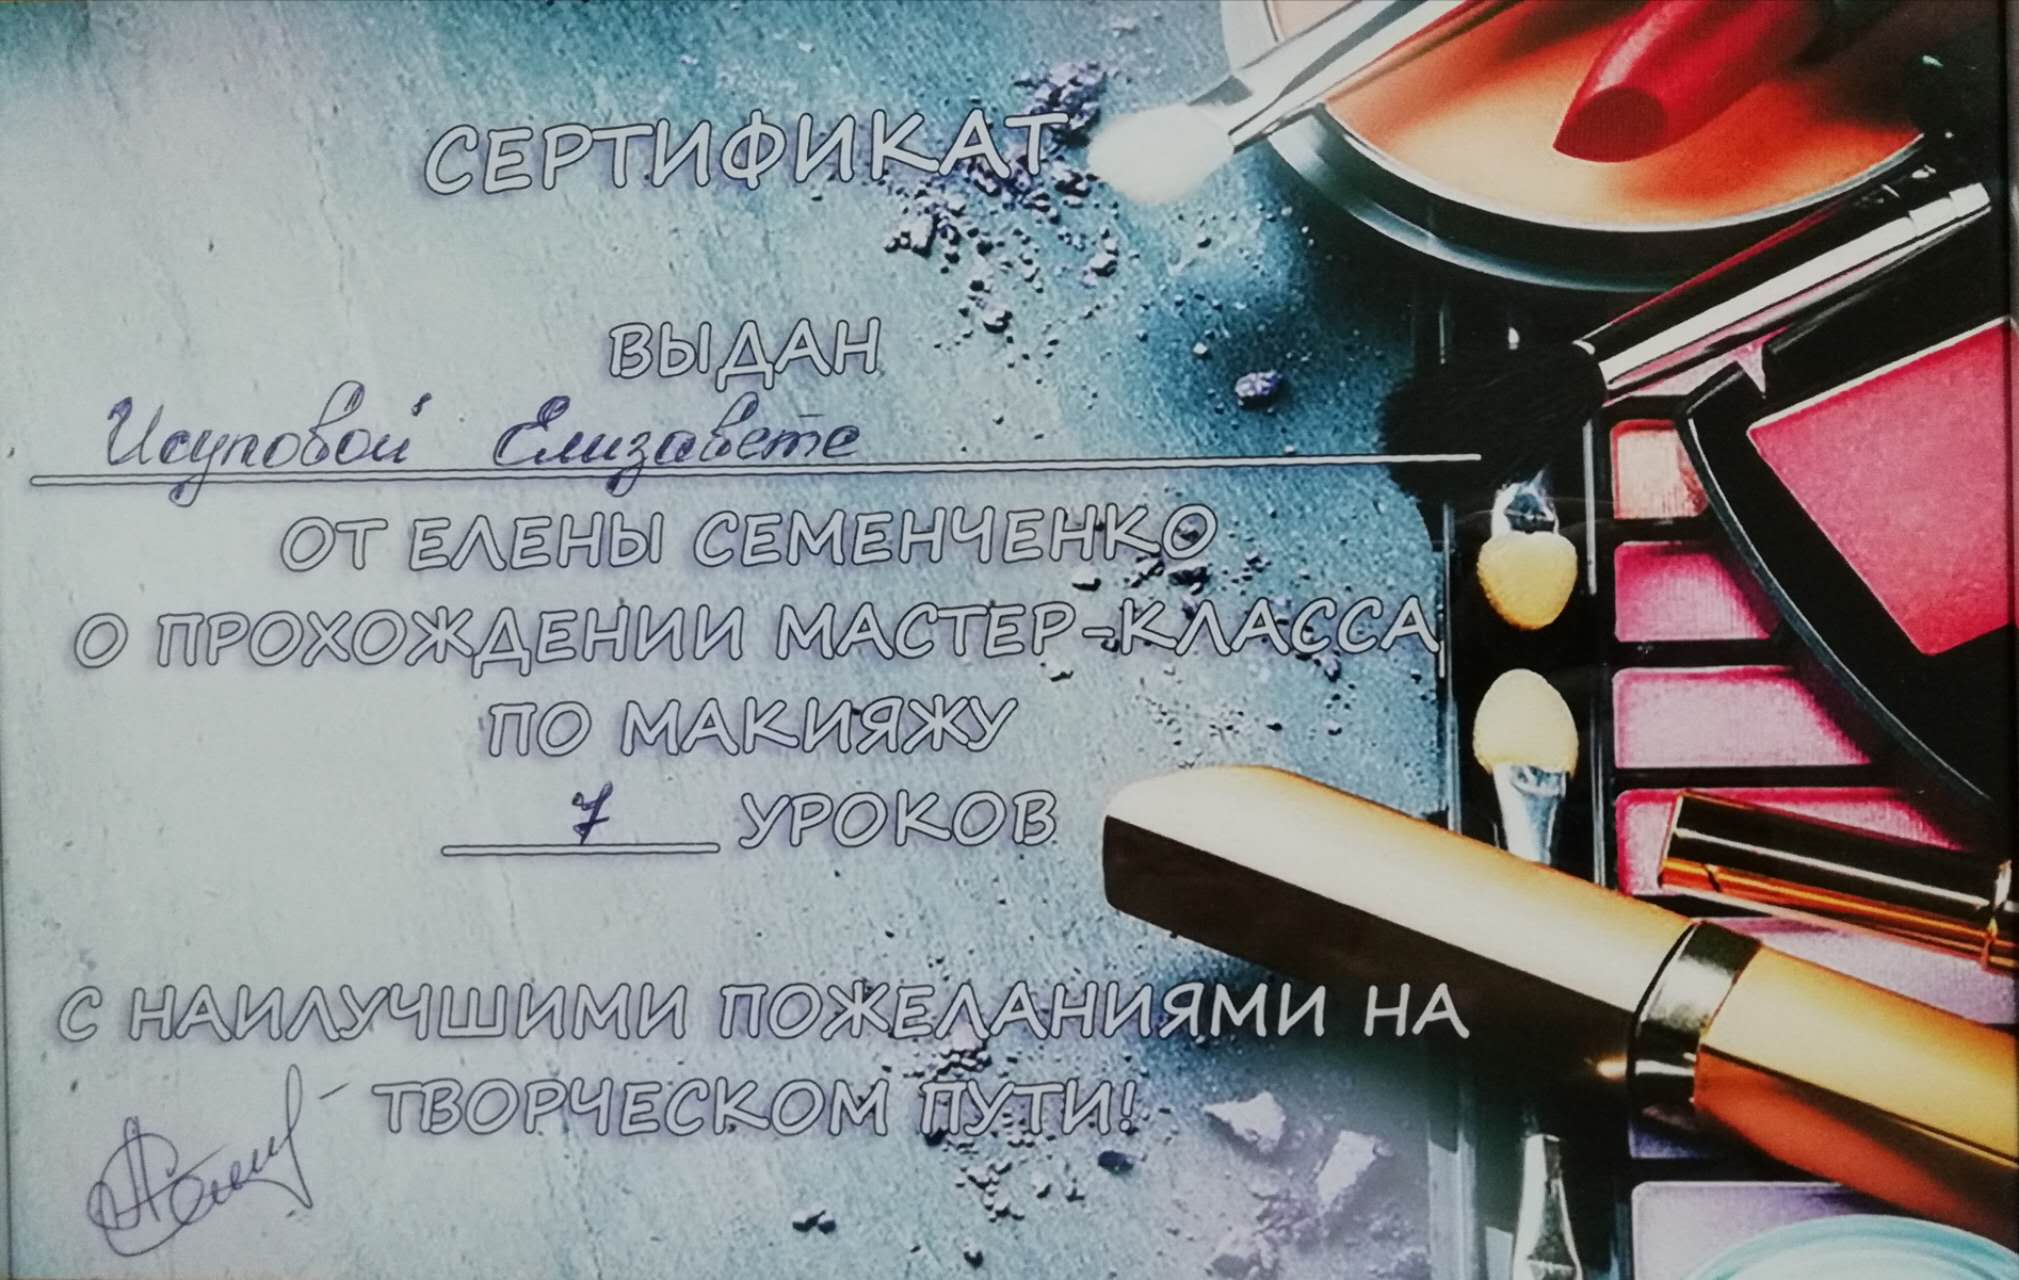 СЕРТИФИКАТ
ВЫДАН
Исуповой Елизавете
ОТ ЕЛЕНЫ СЕМЕНЧЕНКО
О ПРОХОЖДЕНИИ МАСТЕР-КЛАССА
ПО МАКИЯЖУ
7 УРОКОВ
С НАИЛУЧШИМИ ПОЖЕЛАНИЯМИ НА
ТВОРЧЕСКОМ ПУТИ!